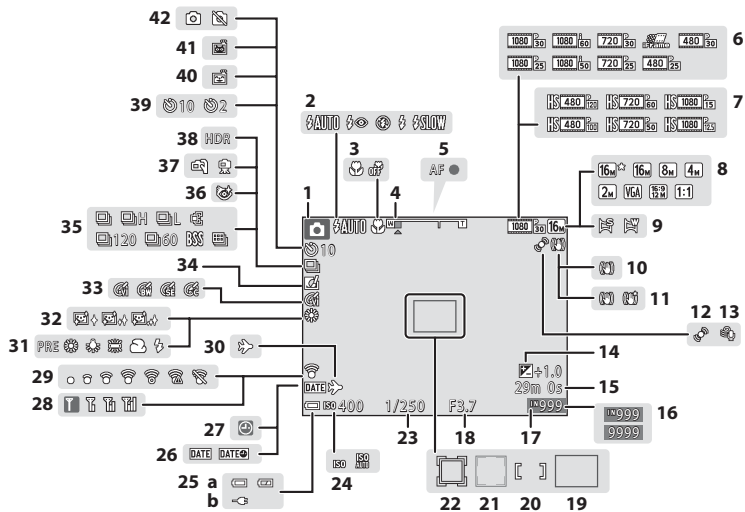 42
41
40
39 10 2
38 HDR
37
36
35 H L
120 60 BSS
34
33
32
31 PRE
30
29
28
27
26 DATE DATE
25 a
b
24 ISO ISO AUTO
23
22
21
20
19
18
17
16 IN 999
9999
15
14
13
12
11
10
9
8 16M 16M 8M 4M
2M VGA 16:9 12M 1:1
7 HS 480 120 HS 720 60 HS 1080 15
HS 480 100 HS 720 50 HS 1080 12.5
6 1080 30 1080 60 720 30 480 30
1080 25 1080 50 720 25 480 25
5 AF
4
3 OFF
2 AUTO SLOW
1
AUTO W T 1080 30 16M
10
+1.0
29m 0s
DATE
ISO 400 1/250 F3.7 IN 999